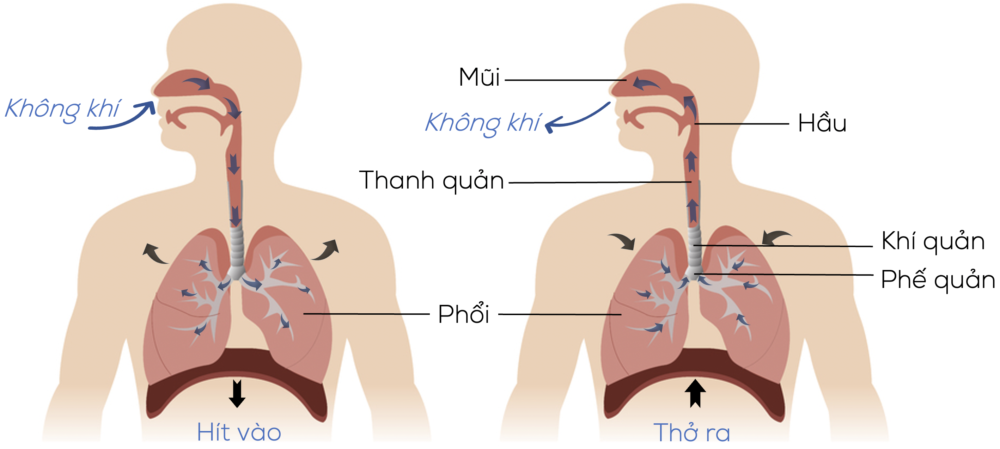 Mũi
Không khí
Không khí
Hầu
Thanh quản
Khí quản
Phế quản
Phổi
Hít vào
Thở ra